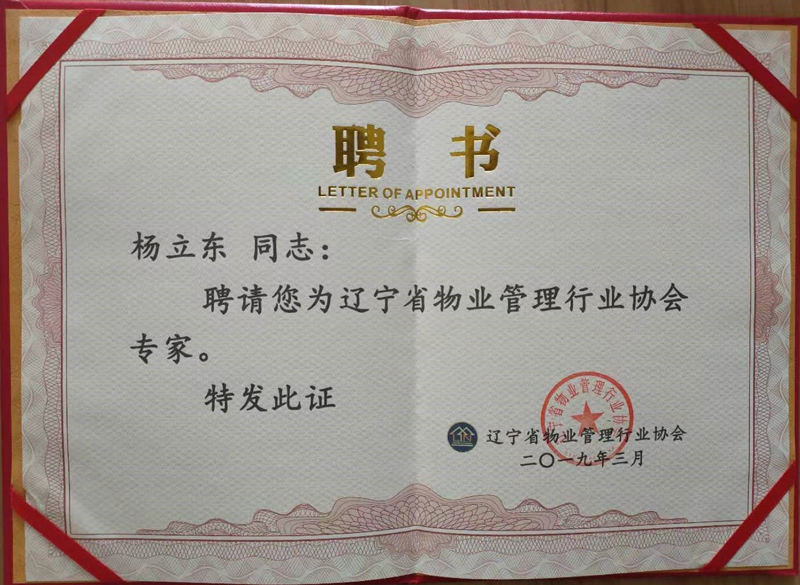 聘 书
LETTER OF APPOINTMENT
杨立东 同志：
聘请您为辽宁省物业管理行业协会
专家。
特发此证
辽宁省物业管理行业协会
二〇一九年三月